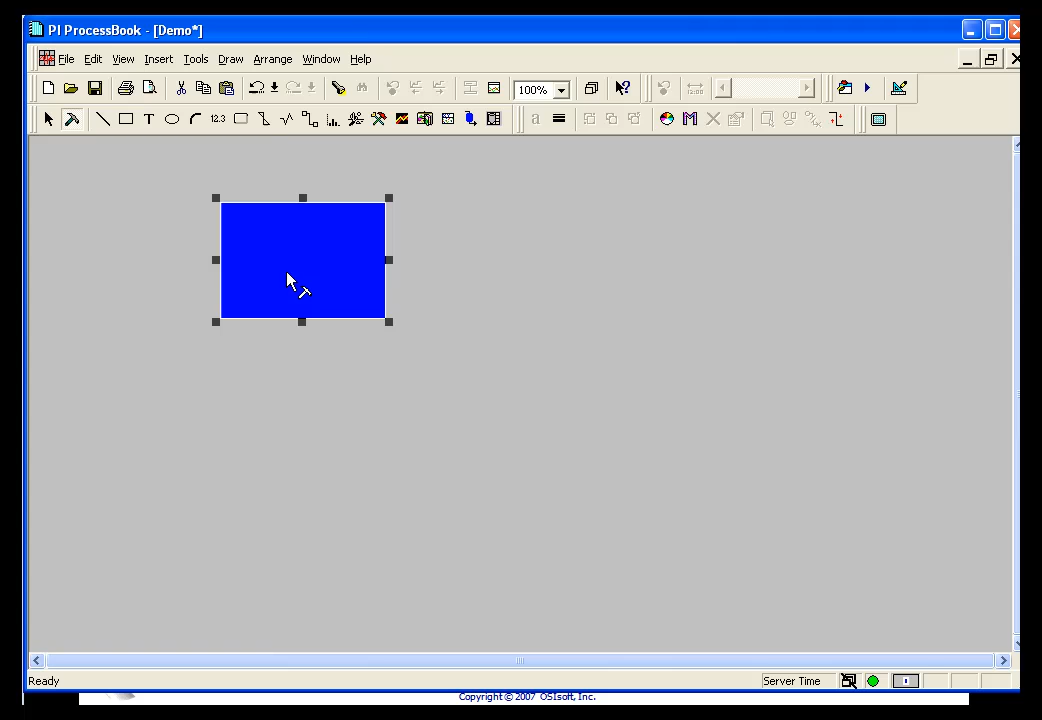 PI ProcessBook - [Demo*]
File Edit View Insert Tools Draw Arrange Window Help
100%
T 12.3 a
Ready Server Time
Copyright © 2007 OSIsoft, Inc.